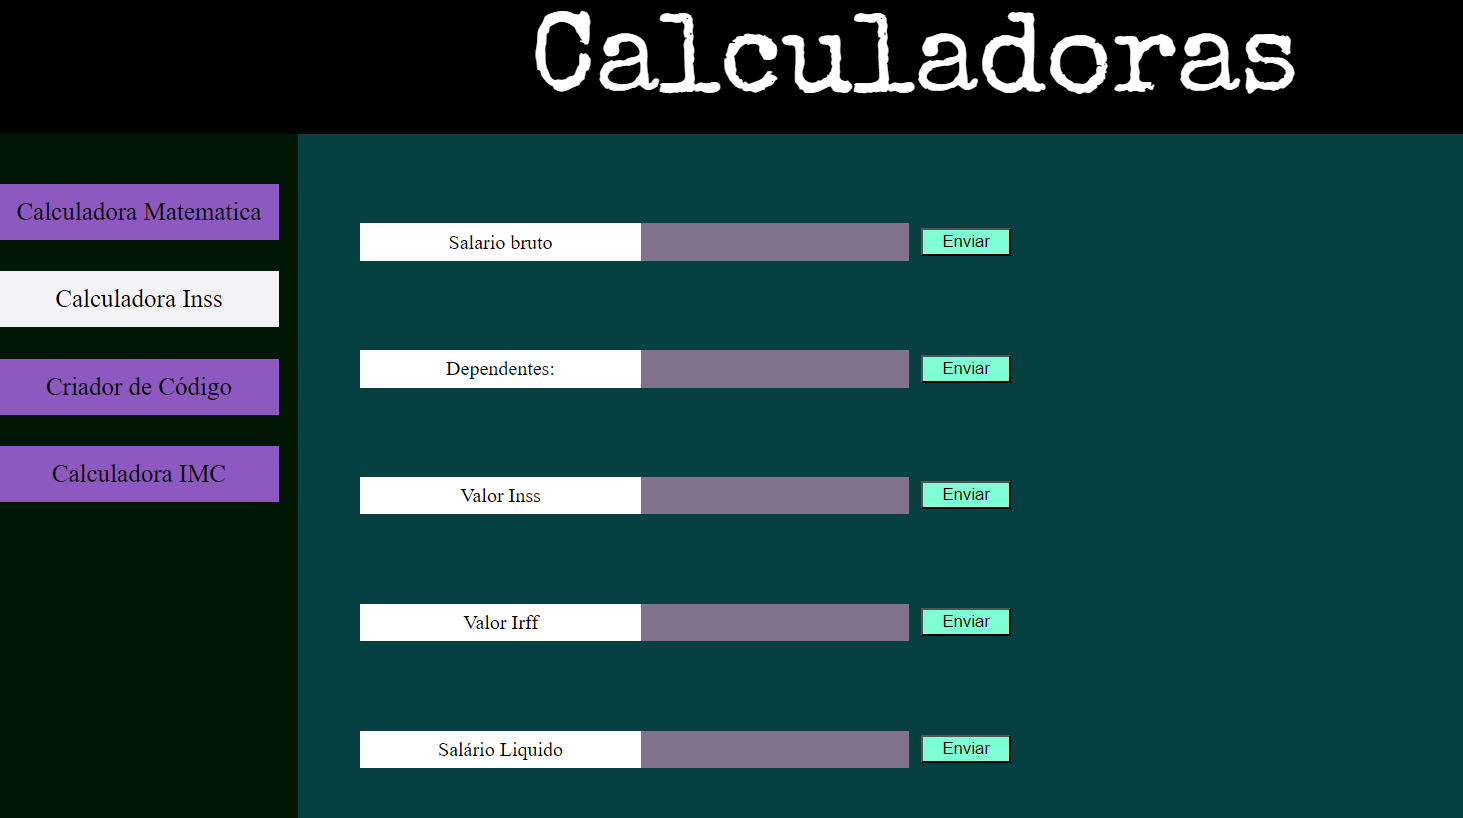 Calculadoras
Calculadora Matematica
Calculadora Inss
Criador de Código
Calculadora IMC
Salario bruto
Enviar
Dependentes:
Enviar
Valor Inss
Enviar
Valor Irff
Enviar
Salário Liquido
Enviar